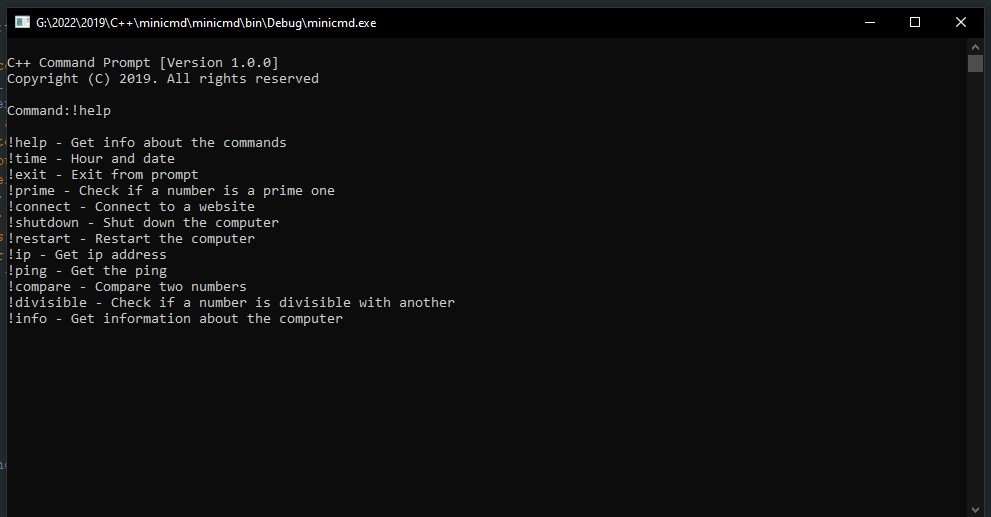 G:\2022\2019\C++\minicmd\minicmd\bin\Debug\minicmd.exe
C++ Command Prompt [Version 1.0.0]
Copyright (C) 2019. All rights reserved
Command:!help
!help - Get info about the commands
!time - Hour and date
!exit - Exit from prompt
!prime - Check if a number is a prime one
!connect - Connect to a website
!shutdown - Shut down the computer
!restart - Restart the computer
!ip - Get ip address
!ping - Get the ping
!compare - Compare two numbers
!divisible - Check if a number is divisible with another
!info - Get information about the computer